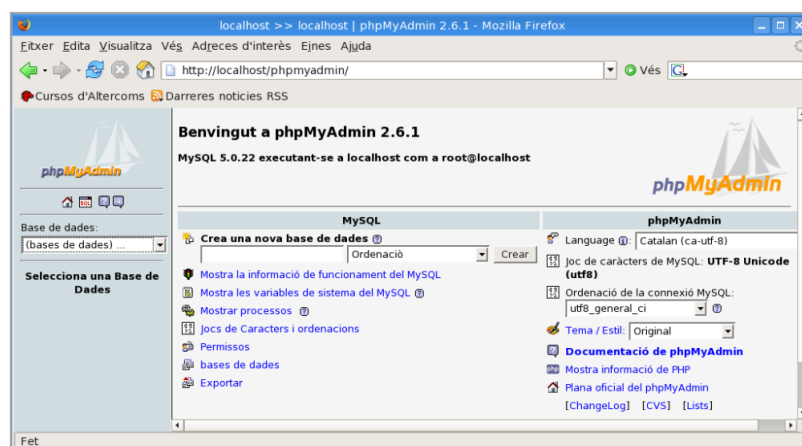 localhost >> localhost | phpMyAdmin 2.6.1 - Mozilla Firefox
Eitxer Edita Visualitza Vés Adreces d'interès Eines Ajuda
http://localhost/phpmyadmin/
Vés
G
Cursos d'Altercoms Darreres noticies RSS
phpMyAdmin
SQL
Base de dades:
(bases de dades) ...
Selecciona una Base de
Dades
Benvingut a phpMyAdmin 2.6.1
MySQL 5.0.22 executant-se a localhost com a root@localhost
phpMyAdmin
MySQL
Crea una nova base de dades
Ordenació
Crear
Mostra la informació de funcionament del MySQL
Mostra les variables de sistema del MySQL
Mostrar processos
Jocs de Caracters i ordenacions
Permissos
bases de dades
Exportar
phpMyAdmin
Language: Catalan (ca-utf-8)
Joc de caràcters de MySQL: UTF-8 Unicode
(utf8)
Ordenació de la connexió MySQL:
utf8_general_ci
Tema / Estil: Original
Documentació de phpMyAdmin
Mostra informació de PHP
Plana oficial del phpMyAdmin
[ChangeLog] [CVS] [Lists]
Fet